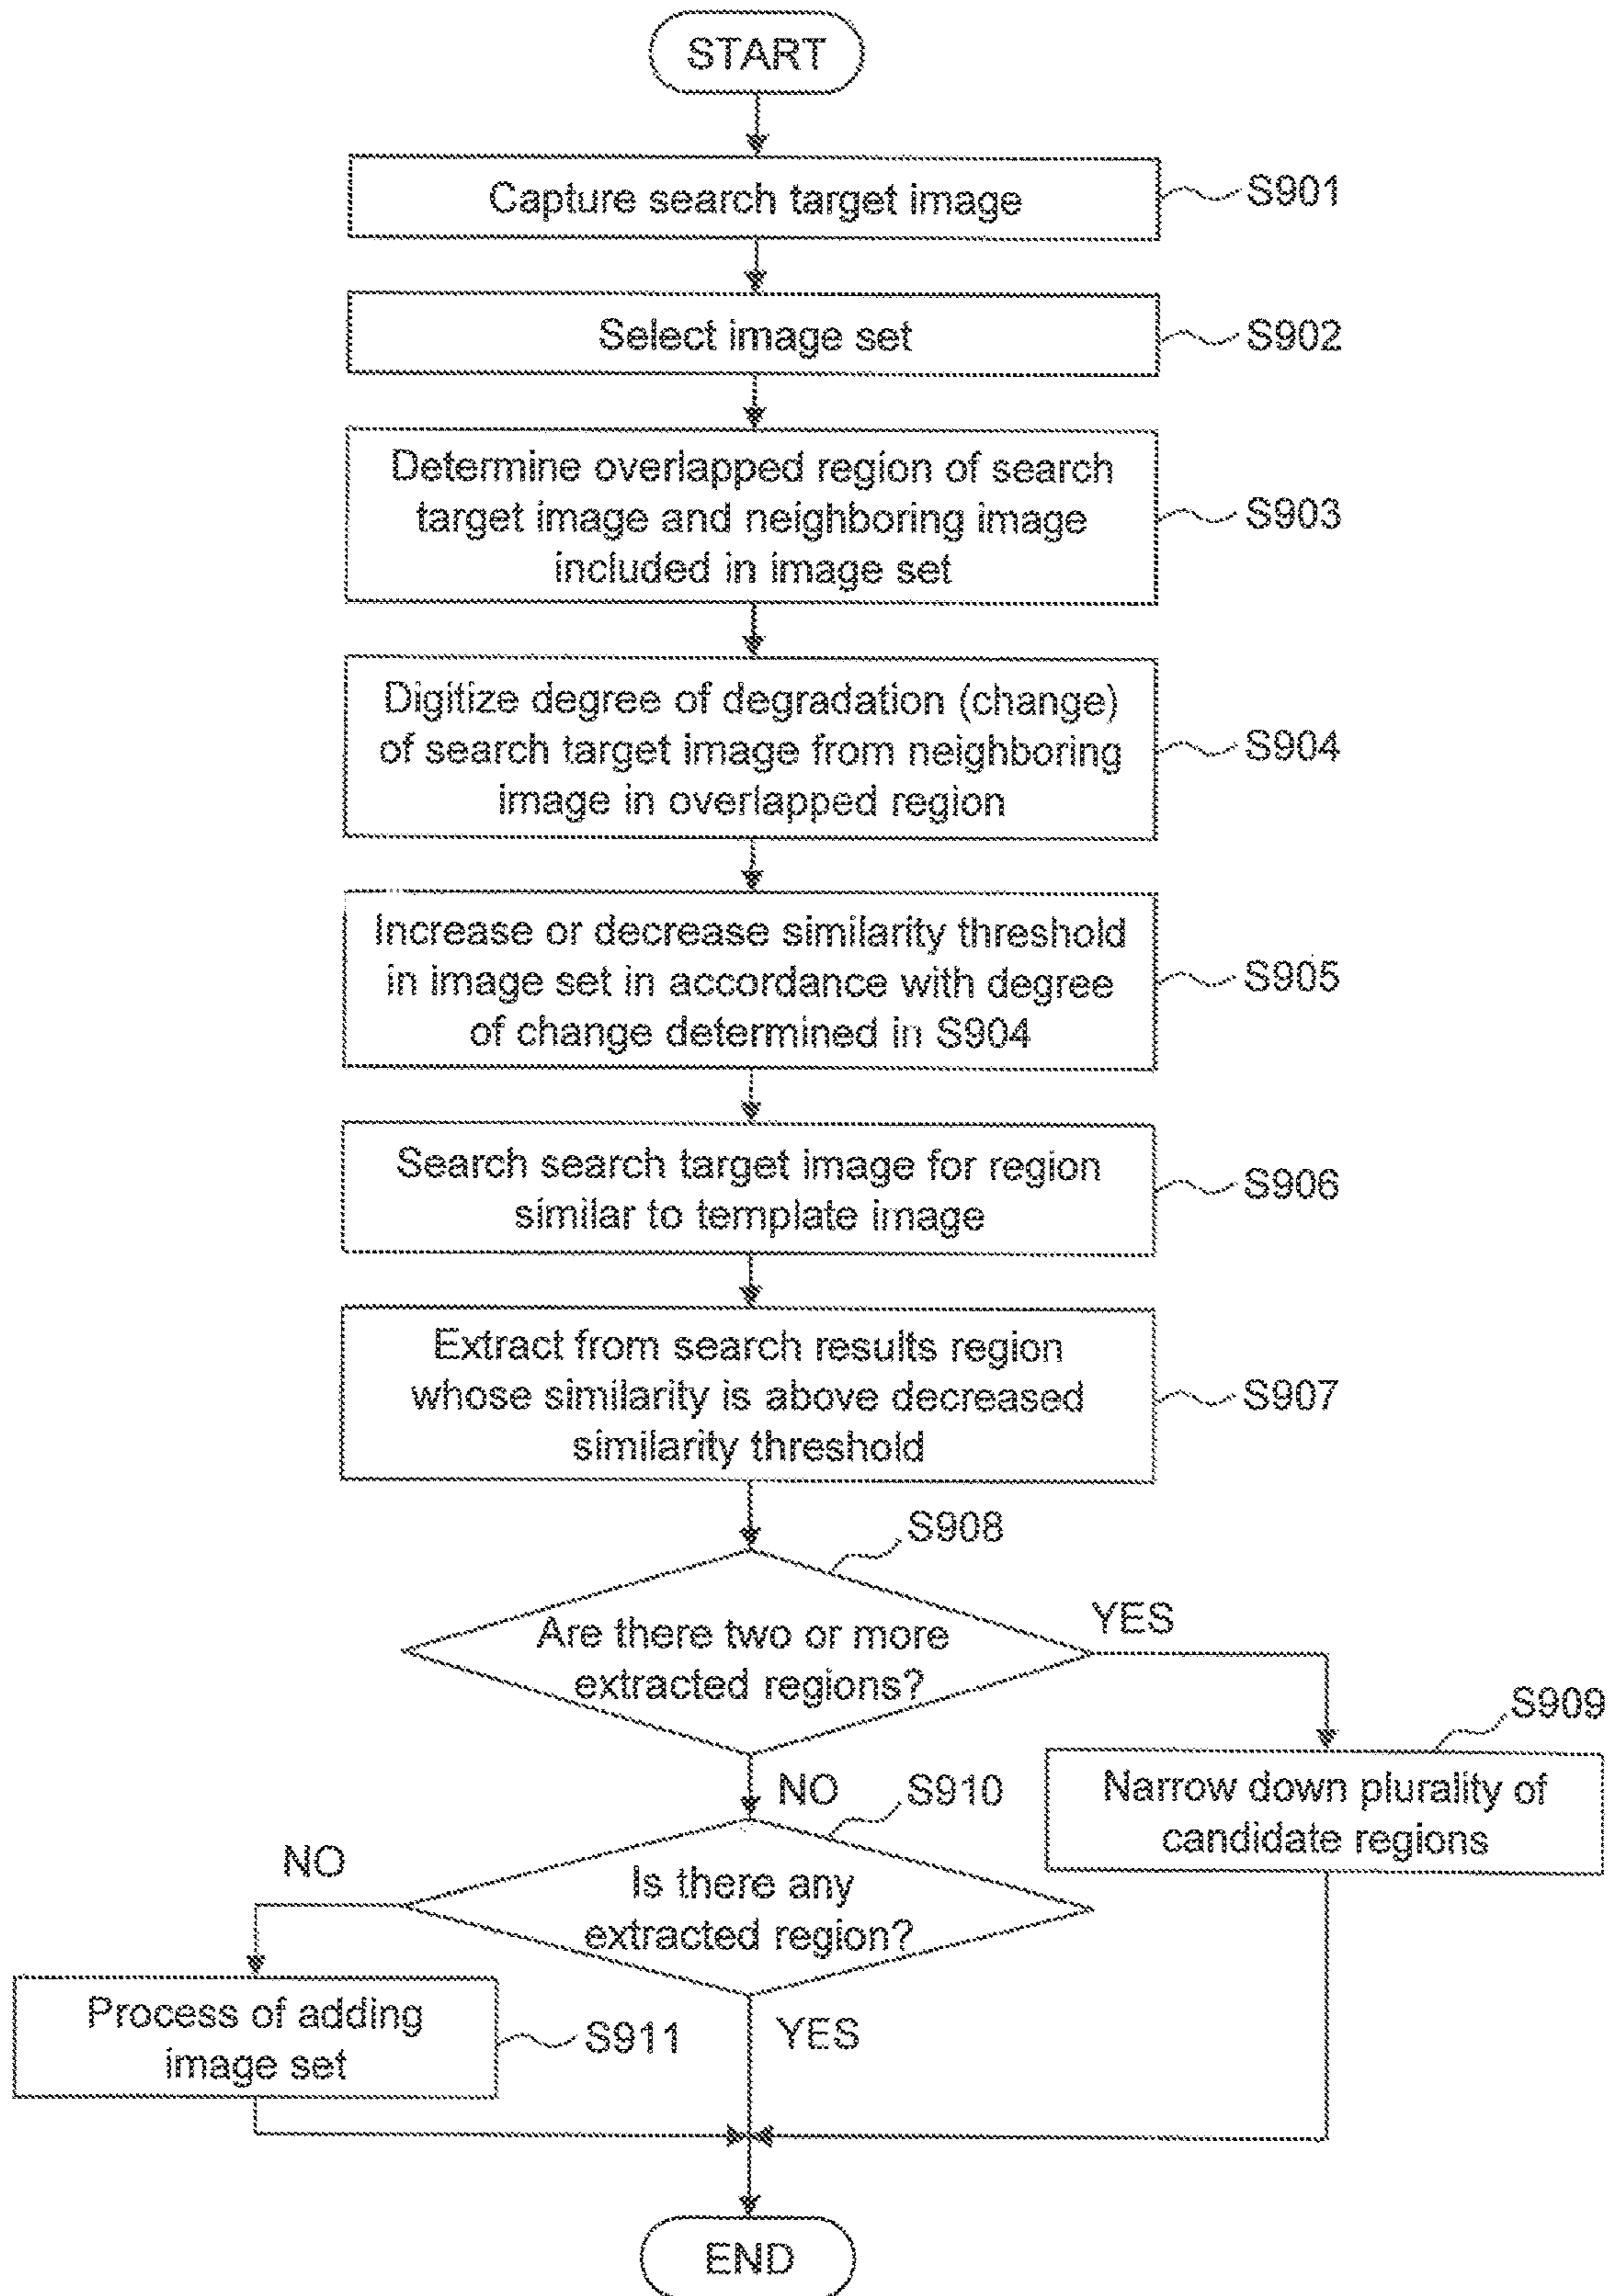 START
Capture search target image
S901
Select image set
S902
Determine overlapped region of search
target image and neighboring image
included in image set
S903
Digitize degree of degradation (change)
of search target image from neighboring
image in overlapped region
S904
Increase or decrease similarity threshold
in image set in accordance with degree
of change determined in S904
S905
Search search target image for region
similar to template image
S906
Extract from search results region
whose similarity is above decreased
similarity threshold
S907
S908
Are there two or more
extracted regions?
YES
S909
Narrow down plurality of
candidate regions
NO
S910
Is there any
extracted region?
NO
Process of adding
image set
S911
YES
END